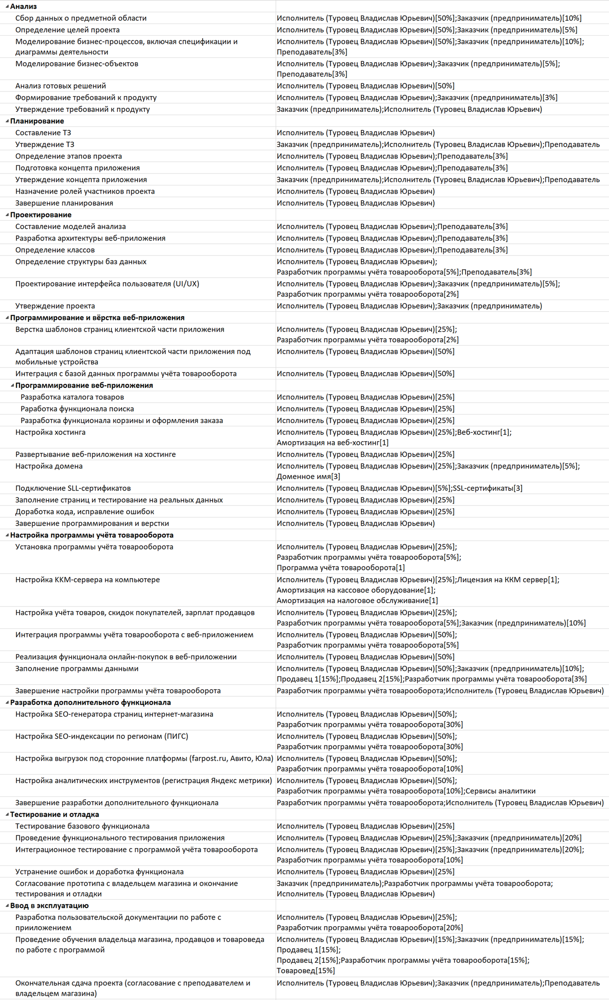 Анализ
Сбор данных о предметной области Исполнитель (Туровец Владислав Юрьевич)[50%];Заказчик (предприниматель)[10%]
Определение целей проекта Исполнитель (Туровец Владислав Юрьевич)[50%];Заказчик (предприниматель)[5%]
Моделирование бизнес-процессов, включая спецификации и Исполнитель (Туровец Владислав Юрьевич)[50%];Заказчик (предприниматель)[10%];
диаграммы деятельности Преподаватель[3%]
Моделирование бизнес-объектов Исполнитель (Туровец Владислав Юрьевич);Заказчик (предприниматель)[5%];
Преподаватель[3%]
Анализ готовых решений Исполнитель (Туровец Владислав Юрьевич)[50%]
Формирование требований к продукту Исполнитель (Туровец Владислав Юрьевич);Заказчик (предприниматель)[3%]
Утверждение требований к продукту Заказчик (предприниматель);Исполнитель (Туровец Владислав Юрьевич)
Планирование
Составление ТЗ Исполнитель (Туровец Владислав Юрьевич)
Утверждение ТЗ Заказчик (предприниматель);Исполнитель (Туровец Владислав Юрьевич);Преподаватель
Определение этапов проекта Исполнитель (Туровец Владислав Юрьевич);Преподаватель[3%]
Подготовка концепта приложения Исполнитель (Туровец Владислав Юрьевич);Преподаватель[3%]
Утверждение концепта приложения Заказчик (предприниматель);Исполнитель (Туровец Владислав Юрьевич);Преподаватель
Назначение ролей участников проекта Исполнитель (Туровец Владислав Юрьевич)
Завершение планирования Исполнитель (Туровец Владислав Юрьевич)
Проектирование
Составление моделей анализа Исполнитель (Туровец Владислав Юрьевич);Преподаватель[3%]
Разработка архитектуры веб-приложения Исполнитель (Туровец Владислав Юрьевич);Преподаватель[3%]
Определение классов Исполнитель (Туровец Владислав Юрьевич);Преподаватель[3%]
Определение структуры баз данных Исполнитель (Туровец Владислав Юрьевич);
Разработчик программы учёта товарооборота[5%];Преподаватель[3%]
Проектирование интерфейса пользователя (UI/UX) Исполнитель (Туровец Владислав Юрьевич);Заказчик (предприниматель)[5%];
Разработчик программы учёта товарооборота[2%]
Утверждение проекта Исполнитель (Туровец Владислав Юрьевич);Заказчик (предприниматель)
Программирование и вёрстка веб-приложения
Верстка шаблонов страниц клиентской части приложения Исполнитель (Туровец Владислав Юрьевич)[25%];
Разработчик программы учёта товарооборота[2%]
Адаптация шаблонов страниц клиентской части приложения под Исполнитель (Туровец Владислав Юрьевич)[50%]
мобильные устройства
Интеграция с базой данных программы учёта товарооборота Исполнитель (Туровец Владислав Юрьевич)[50%]
Программирование веб-приложения
Разработка каталога товаров Исполнитель (Туровец Владислав Юрьевич)[25%]
Раработка функционала поиска Исполнитель (Туровец Владислав Юрьевич)[25%]
Разработка функционала корзины и оформления заказа Исполнитель (Туровец Владислав Юрьевич)[25%]
Настройка хостинга Исполнитель (Туровец Владислав Юрьевич)[25%];Веб-хостинг[1];
Амортизация на веб-хостинг[1]
Развертывание веб-приложения на хостинге Исполнитель (Туровец Владислав Юрьевич)[25%]
Настройка домена Исполнитель (Туровец Владислав Юрьевич)[25%];Заказчик (предприниматель)[5%];
Доменное имя[3]
Подключение SLL-сертификатов Исполнитель (Туровец Владислав Юрьевич)[5%];SSL-сертификаты[3]
Заполнение страниц и тестирование на реальных данных Исполнитель (Туровец Владислав Юрьевич)[25%]
Доработка кода, исправление ошибок Исполнитель (Туровец Владислав Юрьевич)[25%]
Завершение программирования и верстки Исполнитель (Туровец Владислав Юрьевич)
Настройка программы учёта товарооборота
Установка программы учёта товарооборота Исполнитель (Туровец Владислав Юрьевич)[25%];
Разработчик программы учёта товарооборота[5%];
Программа учёта товарооборота[1]
Настройка ККМ-сервера на компьютере Исполнитель (Туровец Владислав Юрьевич)[25%];Лицензия на ККМ сервер[1];
Амортизация на кассовое оборудование[1];
Амортизация на налоговое обслуживание[1]
Настройка учёта товаров, скидок покупателей, зарплат продавцов Исполнитель (Туровец Владислав Юрьевич)[25%];
Разработчик программы учёта товарооборота[5%];Заказчик (предприниматель)[10%]
Интеграция программы учёта товарооборота с веб-приложением Исполнитель (Туровец Владислав Юрьевич)[50%];
Разработчик программы учёта товарооборота[5%]
Реализация функционала онлайн-покупок в веб-приложении Исполнитель (Туровец Владислав Юрьевич)[50%]
Заполнение программы данными Исполнитель (Туровец Владислав Юрьевич)[50%];Заказчик (предприниматель)[10%];
Продавец 1[15%];Продавец 2[15%];Разработчик программы учёта товарооборота[3%]
Завершение настройки программы учёта товарооборота Разработчик программы учёта товарооборота;Исполнитель (Туровец Владислав Юрьевич)
Разработка дополнительного функционала
Настройка SEO-генератора страниц интернет-магазина Исполнитель (Туровец Владислав Юрьевич)[50%];
Разработчик программы учёта товарооборота[30%]
Настройка SEO-индексации по регионам (ПИГС) Исполнитель (Туровец Владислав Юрьевич)[50%];
Разработчик программы учёта товарооборота[30%]
Настройка выгрузок под сторонние платформы (farpost.ru, Авито, Юла) Исполнитель (Туровец Владислав Юрьевич)[50%];
Разработчик программы учёта товарооборота[10%]
Настройка аналитических инструментов (регистрация Яндекс метрики) Исполнитель (Туровец Владислав Юрьевич)[50%];
Разработчик программы учёта товарооборота[10%];Сервисы аналитики
Завершение разработки дополнительного функционала Разработчик программы учёта товарооборота;Исполнитель (Туровец Владислав Юрьевич)
Тестирование и отладка
Тестирование базового функционала Исполнитель (Туровец Владислав Юрьевич)[25%]
Проведение функционального тестирования приложения Исполнитель (Туровец Владислав Юрьевич)[25%];Заказчик (предприниматель)[20%]
Интеграционное тестирование с программой учёта товарооборота Исполнитель (Туровец Владислав Юрьевич)[25%];Заказчик (предприниматель)[20%];
Разработчик программы учёта товарооборота[10%]
Устранение ошибок и доработка функционала Исполнитель (Туровец Владислав Юрьевич)[25%]
Согласование прототипа с владельцем магазина и окончание Заказчик (предприниматель);Разработчик программы учёта товарооборота;
тестирования и отладки Исполнитель (Туровец Владислав Юрьевич)
Ввод в эксплуатацию
Разработка пользовательской документации по работе с Исполнитель (Туровец Владислав Юрьевич)[25%];
прииложением Разработчик программы учёта товарооборота[20%]
Проведение обучения владельца магазина, продавцов и товароведа Исполнитель (Туровец Владислав Юрьевич)[15%];Заказчик (предприниматель)[15%];
по работе с программой Продавец 1[15%];
Продавец 2[15%];Разработчик программы учёта товарооборота[15%];
Товаровед[15%]
Окончательная сдача проекта (согласование с преподавателем и Исполнитель (Туровец Владислав Юрьевич);Заказчик (предприниматель);Преподаватель
владельцем магазина)